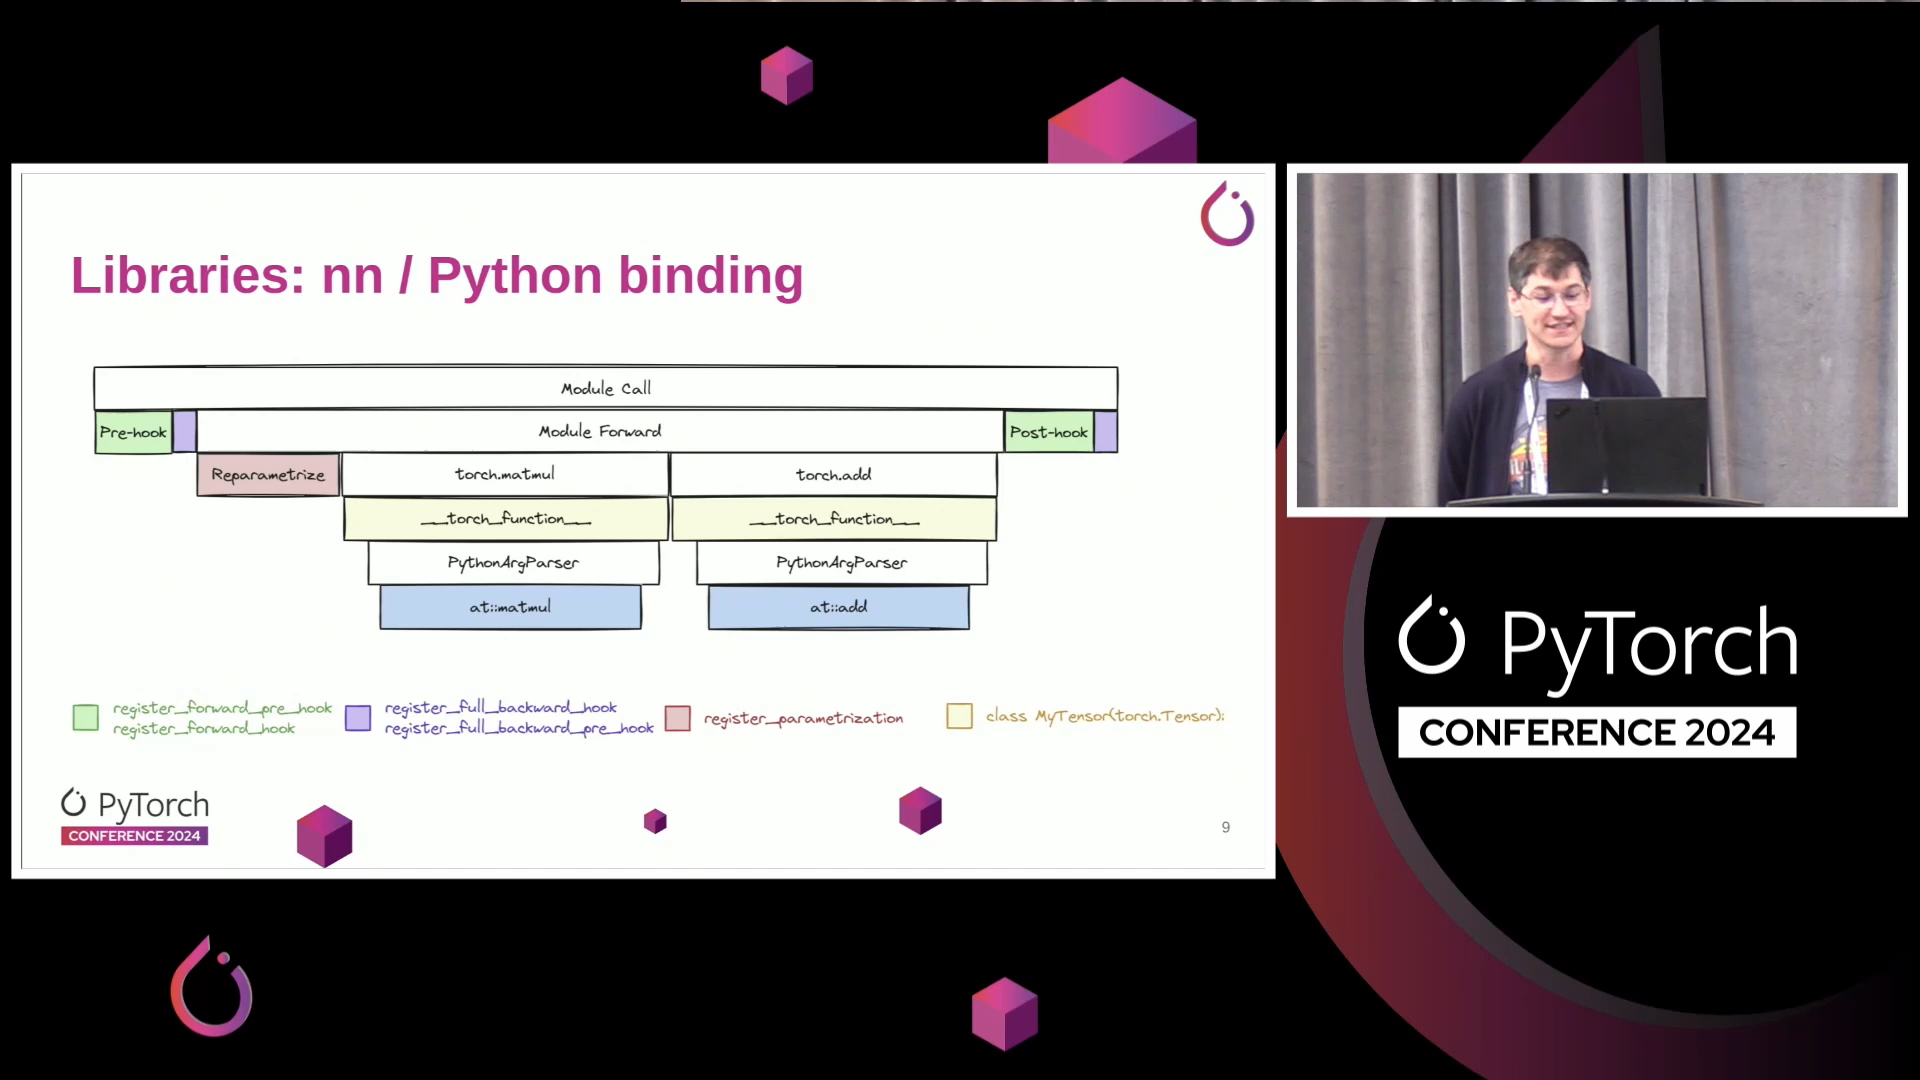 Libraries: nn / Python binding
Module Call
Pre-hook
Module Forward
Post-hook
Reparametrize
torch.matmul
torch.add
__torch_function__
__torch_function__
PythonArgParser
PythonArgParser
at::matmul
at::add
register_forward_pre_hook
register_forward_hook
register_full_backward_hook
register_full_backward_pre_hook
register_parametrization
class MyTensor(torch.Tensor):
PyTorch
CONFERENCE 2024
9
PyTorch
CONFERENCE 2024